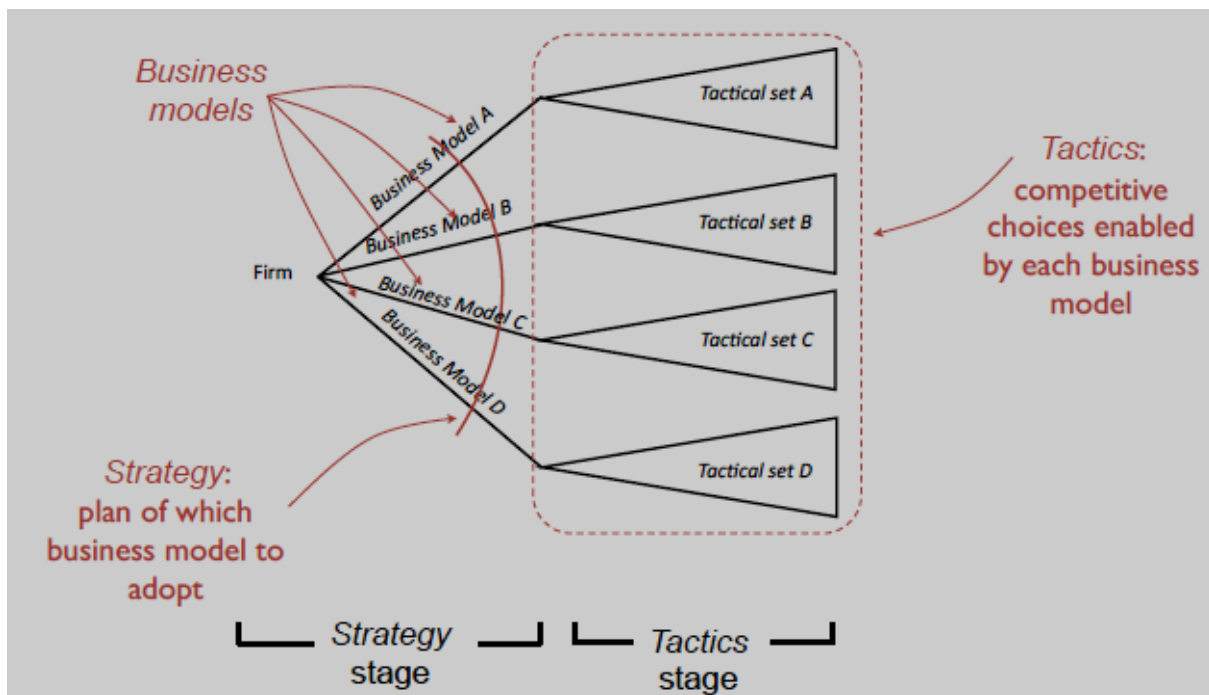 Business
models
Business Model A
Tactical set A
Tactics:
competitive
choices enabled
by each business
model
Business Model B
Tactical set B
Firm
Business Model C
Tactical set C
Business Model D
Tactical set D
Strategy:
plan of which
business model to
adopt
Strategy
stage
Tactics
stage